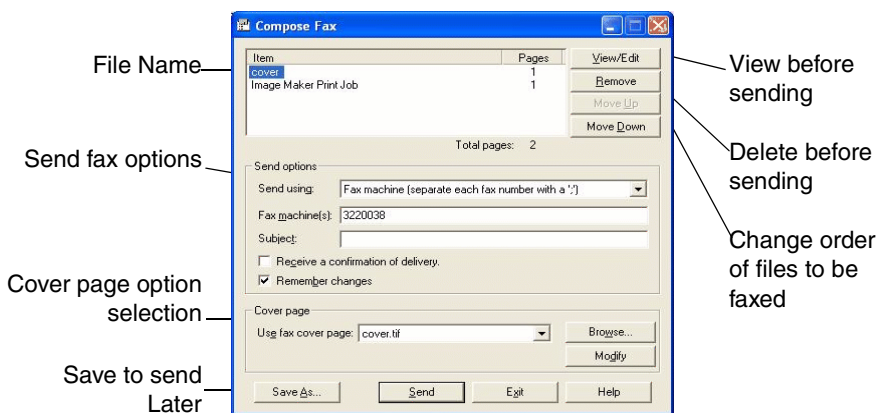 Compose Fax
File Name
Item Pages
cover 1
Image Maker Print Job 1
Total pages: 2
View/Edit
Remove
Move Up
Move Down
View before
sending
Delete before
sending
Change order
of files to be
faxed
Send fax options
Send options
Send using: Fax machine (separate each fax number with a ';')
Fax machine(s): 3220038
Subject:
Receive a confirmation of delivery.
Remember changes
Cover page option
selection
Cover page
Use fax cover page: cover.tif
Browse...
Modify
Save to send
Later
Save As... Send Exit Help